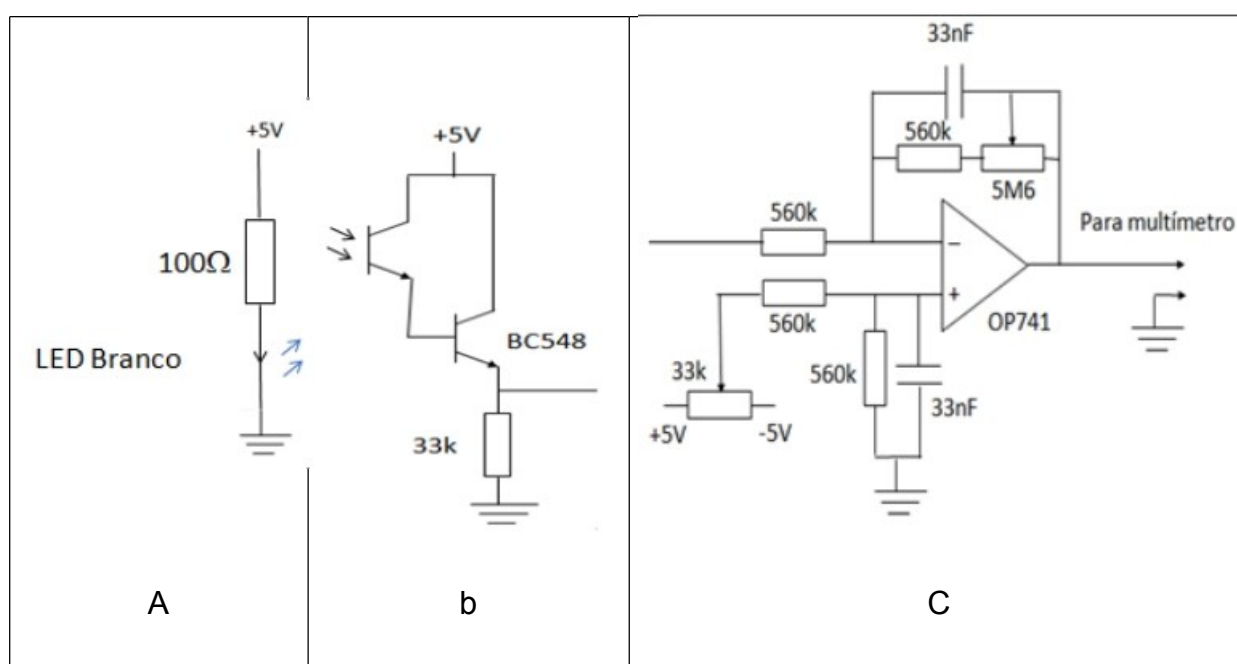 +5V
100Ω
LED Branco
A
+5V
BC548
33k
b
33nF
560k
5M6
560k
Para multímetro
−
+
560k
OP741
33k
560k
33nF
+5V
-5V
C